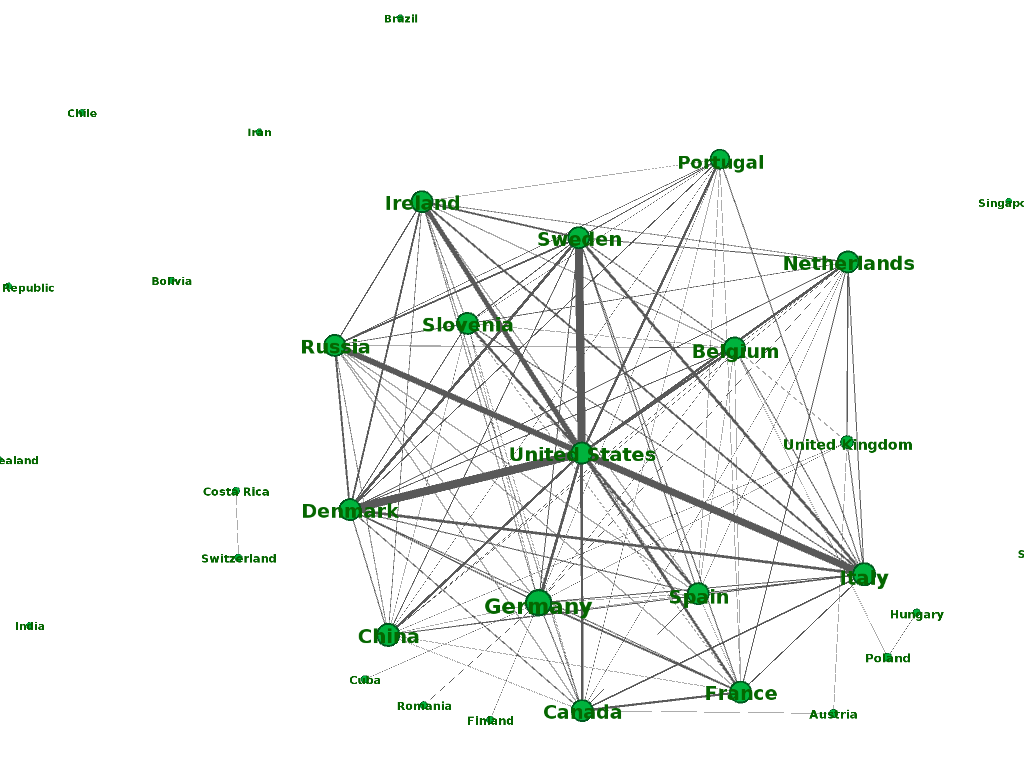 Brazil
Chile
Iran
Portugal
Ireland
Singapo
Sweden
Netherlands
Bolivia
Republic
Slovenia
Russia
Belgium
United Kingdom
United States
ealand
Costa Rica
Denmark
S
Switzerland
Italy
Spain
Germany
Hungary
India
China
Poland
Cuba
France
Romania
Canada
Austria
Finland